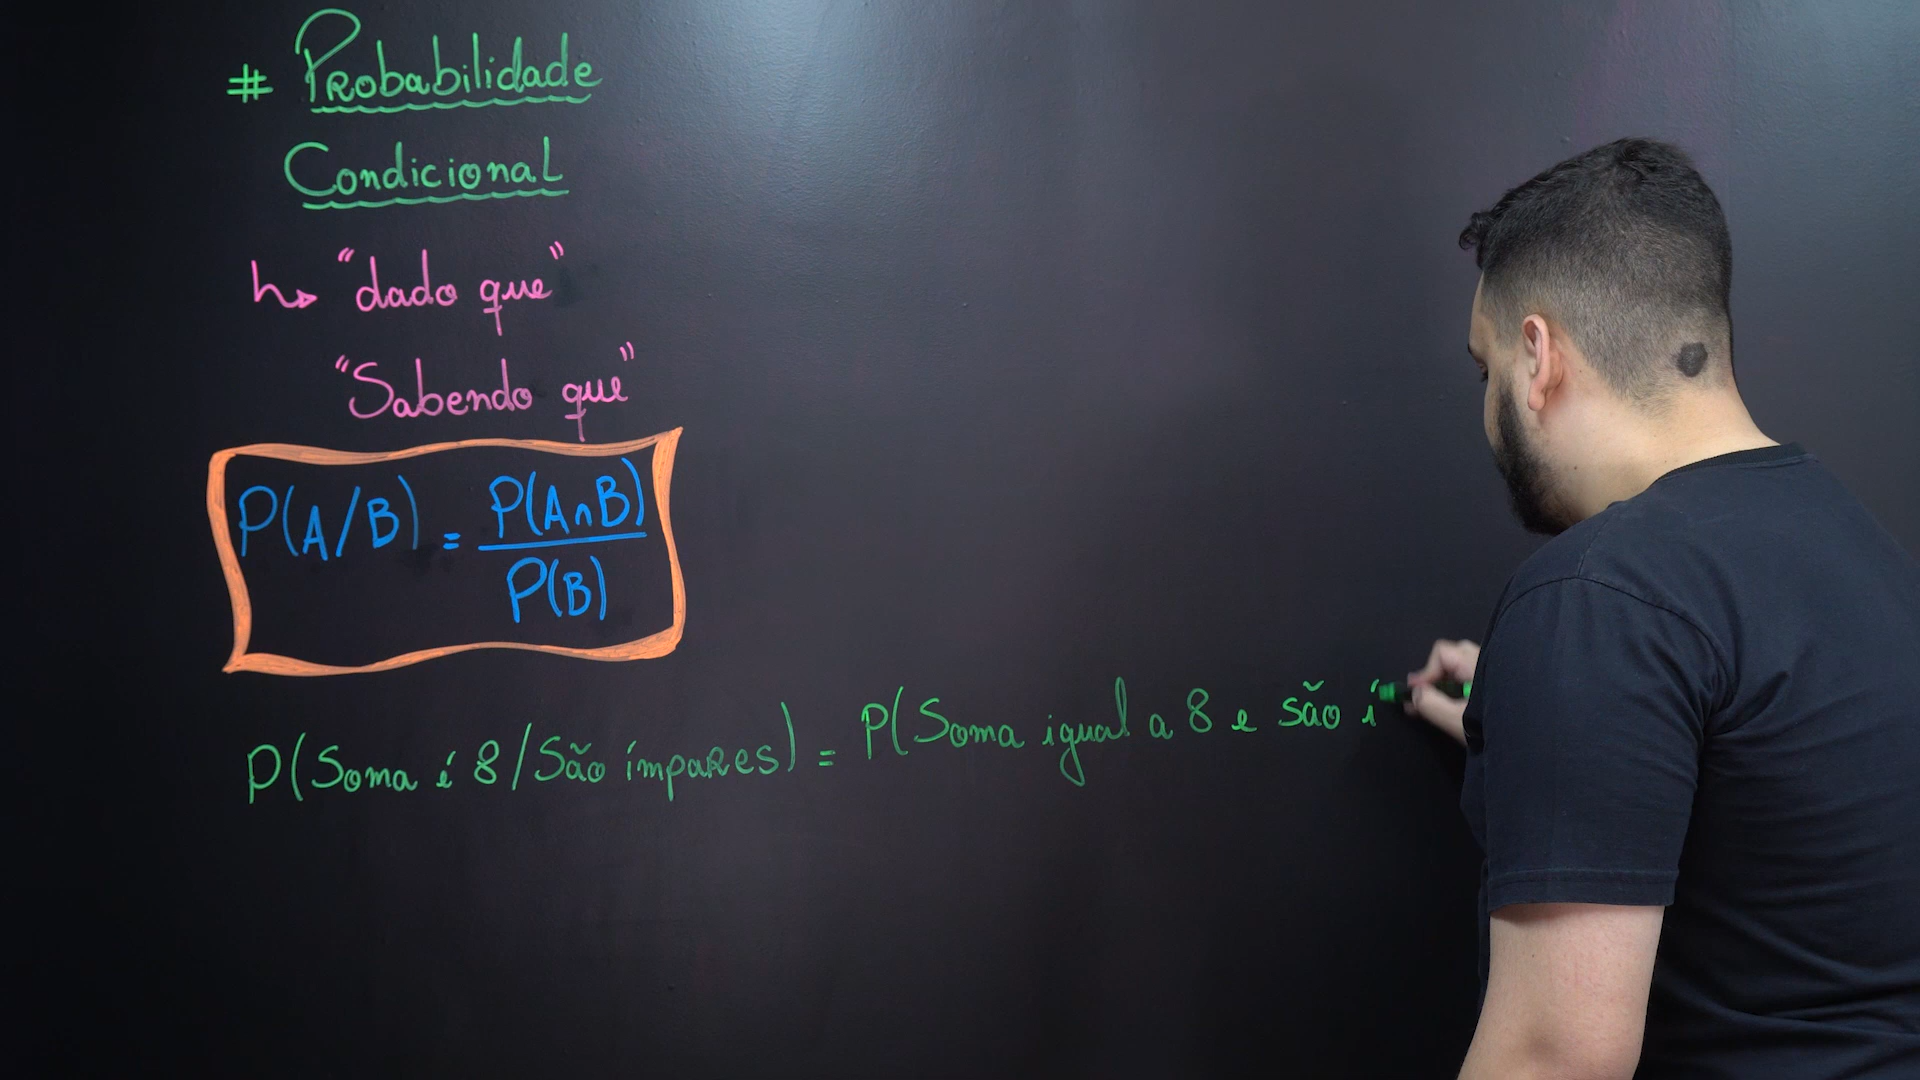 # Probabilidade
Condicional
↳ "dado que"
"Sabendo que"
P(A/B) = P(A∩B)
P(B)
P(Soma é 8/São ímpares) = P(Soma igual a 8 e são í